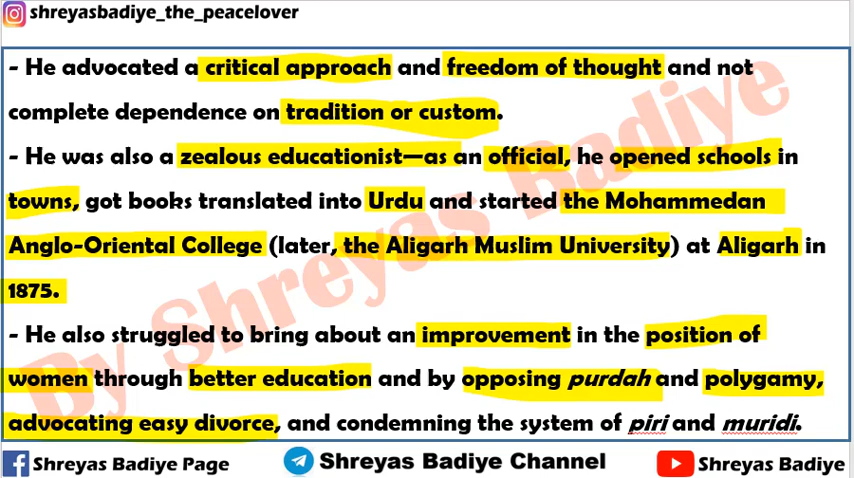 shreyasbadiye_the_peacelover
- He advocated a critical approach and freedom of thought and not
complete dependence on tradition or custom.
- He was also a zealous educationist—as an official, he opened schools in
towns, got books translated into Urdu and started the Mohammedan
Anglo-Oriental College (later, the Aligarh Muslim University) at Aligarh in
1875.
- He also struggled to bring about an improvement in the position of
women through better education and by opposing purdah and polygamy,
advocating easy divorce, and condemning the system of piri and muridi.
By Shreyas Badiye
Shreyas Badiye Page
Shreyas Badiye Channel
Shreyas Badiye